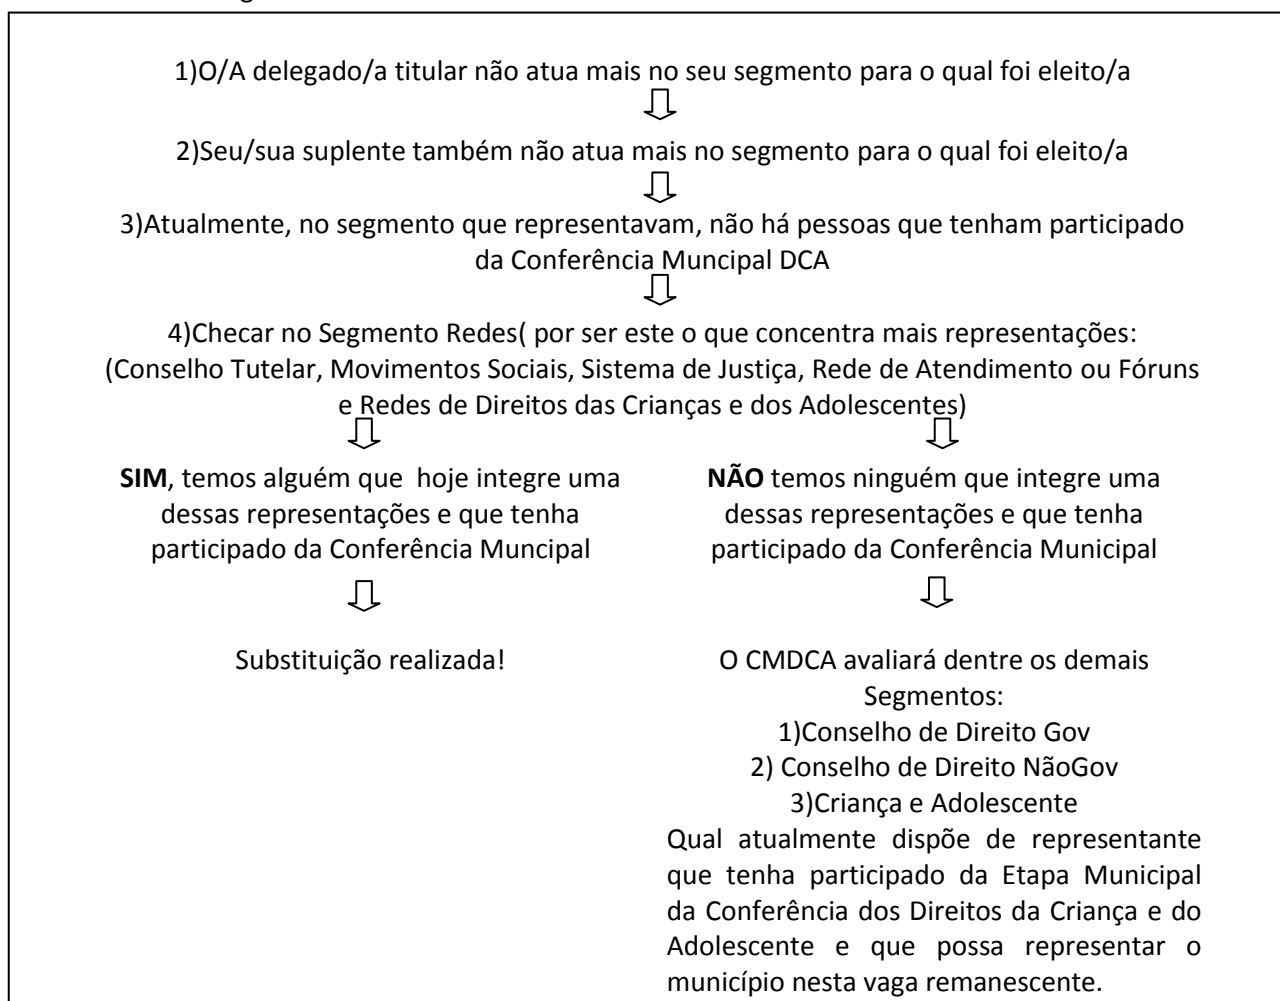 1)O/A delegado/a titular não atua mais no seu segmento para o qual foi eleito/a
2)Seu/sua suplente também não atua mais no segmento para o qual foi eleito/a
3)Atualmente, no segmento que representavam, não há pessoas que tenham participado
da Conferência Muncipal DCA
4)Checar no Segmento Redes( por ser este o que concentra mais representações:
(Conselho Tutelar, Movimentos Sociais, Sistema de Justiça, Rede de Atendimento ou Fóruns
e Redes de Direitos das Crianças e dos Adolescentes)
SIM, temos alguém que hoje integre uma
dessas representações e que tenha
participado da Conferência Muncipal
Substituição realizada!
NÃO temos ninguém que integre uma
dessas representações e que tenha
participado da Conferência Municipal
O CMDCA avaliará dentre os demais
Segmentos:
1)Conselho de Direito Gov
2) Conselho de Direito NãoGov
3)Criança e Adolescente
Qual atualmente dispõe de representante
que tenha participado da Etapa Municipal
da Conferência dos Direitos da Criança e do
Adolescente e que possa representar o
município nesta vaga remanescente.